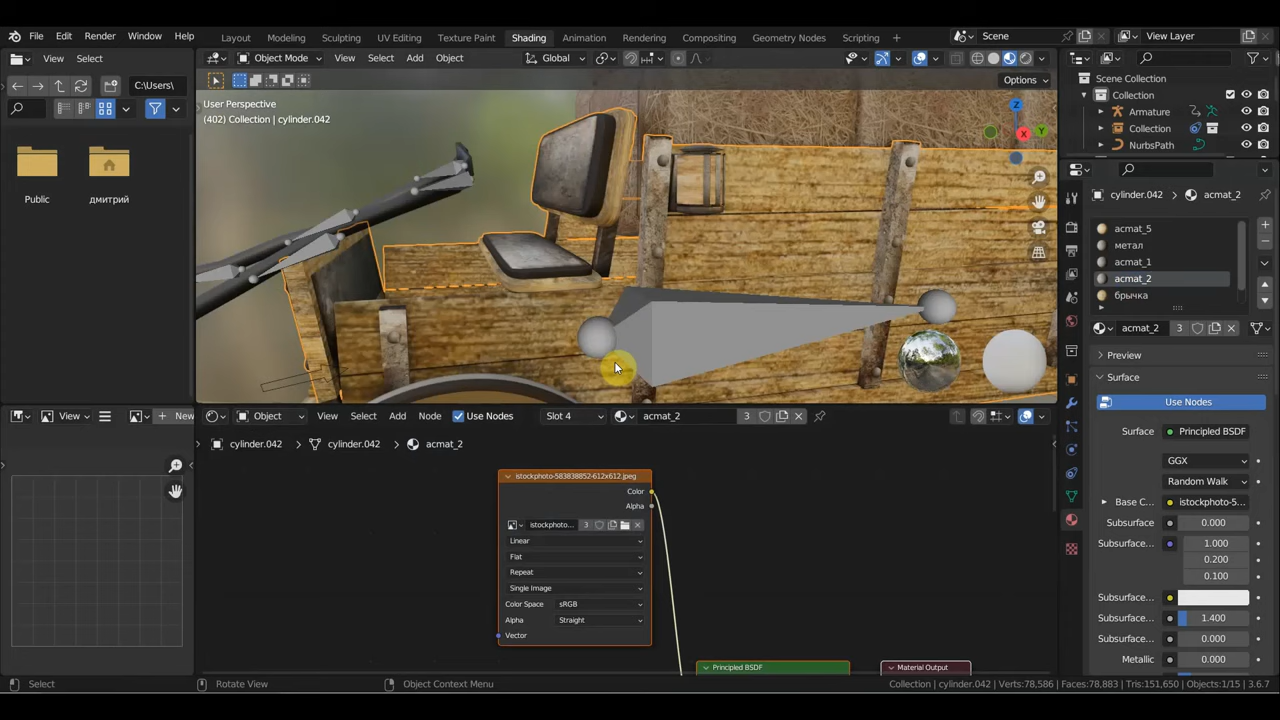 File Edit Render Window Help Layout Modeling Sculpting UV Editing Texture Paint Shading Animation Rendering Compositing Geometry Nodes Scripting + Scene View Layer
View Select Object Mode View Select Add Object Global
C:\Users\ Options
User Perspective
(402) Collection | cylinder.042
Public дмитрий
Scene Collection
Collection
Armature
Collection
NurbsPath
cylinder.042 acmat_2
acmat_5
метал
acmat_1
acmat_2
брычка
acmat_2 3
Preview
Surface
Use Nodes
Surface Principled BSDF
GGX
Random Walk
Base C... istockphoto-5...
Subsurface 0.000
Subsurface... 1.000
0.200
0.100
Subsurface...
Subsurface... 1.400
Subsurface... 0.000
Metallic 0.000
View New Object View Select Add Node Use Nodes Slot 4 acmat_2 3
cylinder.042 cylinder.042 acmat_2
istockphoto-583838852-612x612.jpeg
Color
Alpha
istockphoto... 3
Linear
Flat
Repeat
Single Image
Color Space sRGB
Alpha Straight
Vector
Principled BSDF Material Output
Select Rotate View Object Context Menu Collection | cylinder.042 | Verts:78,586 | Faces:78,883 | Tris:151,650 | Objects:1/15 | 3.6.7